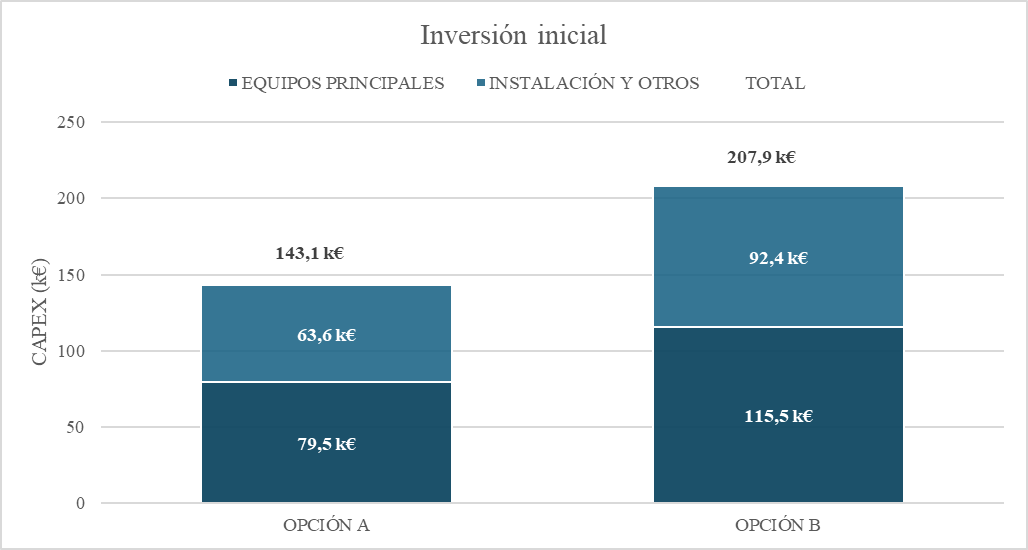 Inversión inicial
EQUIPOS PRINCIPALES INSTALACIÓN Y OTROS TOTAL
CAPEX (k€)
250
200
150
100
50
0
143,1 k€
63,6 k€
79,5 k€
207,9 k€
92,4 k€
115,5 k€
OPCIÓN A
OPCIÓN B